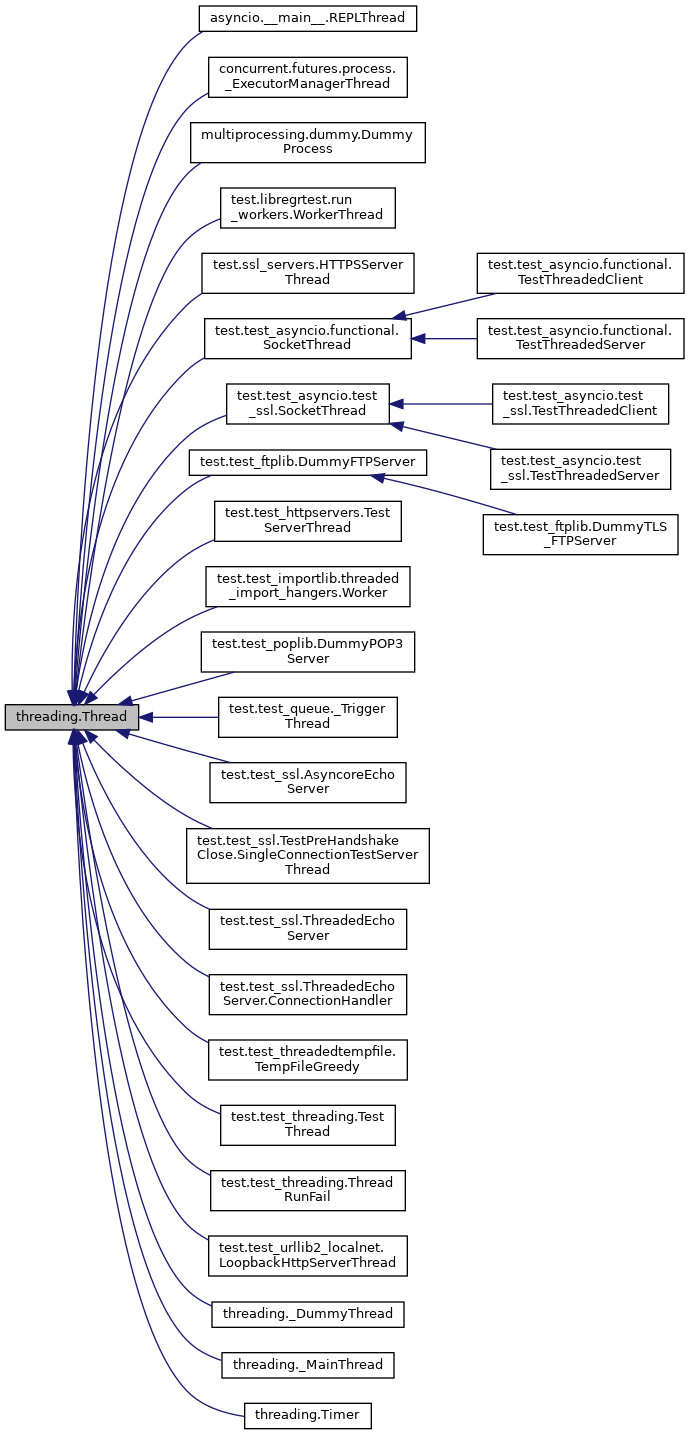 asyncio.__main__.REPLThread
concurrent.futures.process.
_ExecutorManagerThread
multiprocessing.dummy.Dummy
Process
test.libregrtest.run
_workers.WorkerThread
test.ssl_servers.HTTPSServer
Thread
test.test_asyncio.functional.
SocketThread
test.test_asyncio.functional.
TestThreadedClient
test.test_asyncio.functional.
TestThreadedServer
test.test_asyncio.test
_ssl.SocketThread
test.test_asyncio.test
_ssl.TestThreadedClient
test.test_asyncio.test
_ssl.TestThreadedServer
test.test_ftplib.DummyFTPServer
test.test_ftplib.DummyTLS
_FTPServer
test.test_httpservers.Test
ServerThread
test.test_importlib.threaded
_import_hangers.Worker
test.test_poplib.DummyPOP3
Server
threading.Thread
test.test_queue._Trigger
Thread
test.test_ssl.AsyncoreEcho
Server
test.test_ssl.TestPreHandshake
Close.SingleConnectionTestServer
Thread
test.test_ssl.ThreadedEcho
Server
test.test_ssl.ThreadedEcho
Server.ConnectionHandler
test.test_threadedtempfile.
TempFileGreedy
test.test_threading.Test
Thread
test.test_threading.Thread
RunFail
test.test_urllib2_localnet.
LoopbackHttpServerThread
threading._DummyThread
threading._MainThread
threading.Timer